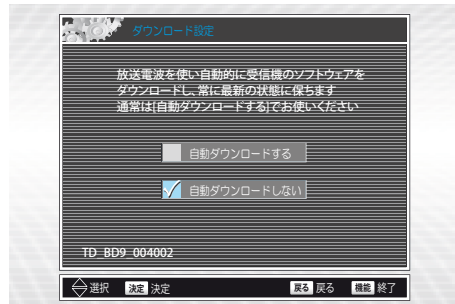 ダウンロード設定
放送電波を使い自動的に受信機のソフトウェアを
ダウンロードし、常に最新の状態に保ちます
通常は[自動ダウンロードする]でお使いください
自動ダウンロードする
自動ダウンロードしない
TD_BD9_004002
選択 決定 決定 戻る 戻る 機能 終了